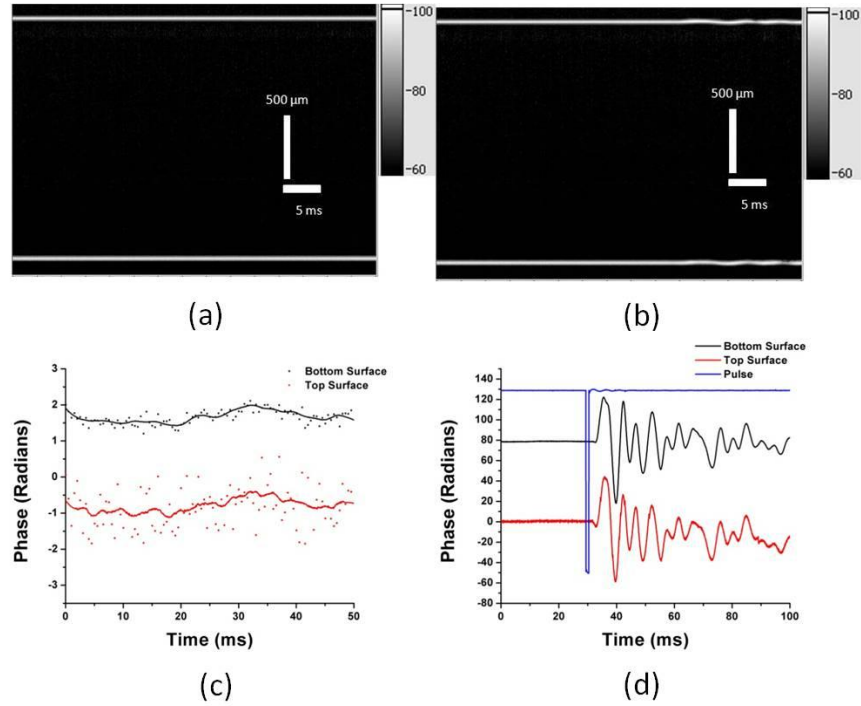 -100
-80
-60
500 µm
5 ms
(a)
-100
-80
-60
500 µm
5 ms
(b)
Phase (Radians)
3
2
1
0
-1
-2
-3
0
10
20
30
40
50
Time (ms)
Bottom Surface
Top Surface
(c)
Bottom Surface
Top Surface
Pulse
Phase (Radians)
140
120
100
80
60
40
20
0
-20
-40
-60
-80
0
20
40
60
80
100
Time (ms)
(d)